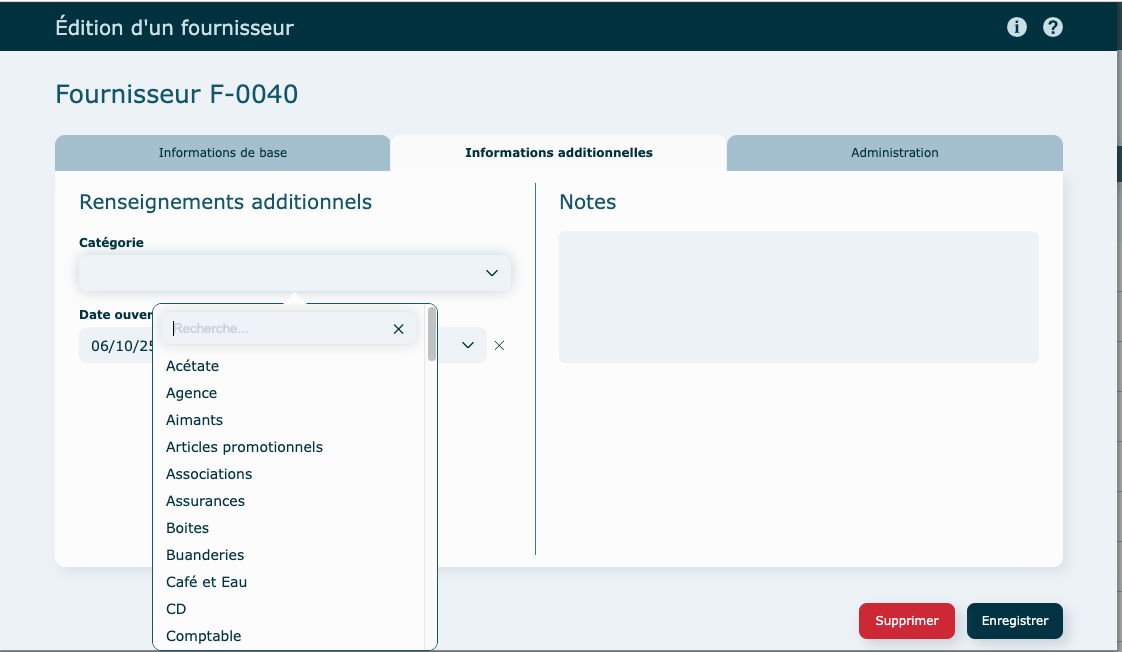 Édition d'un fournisseur
Fournisseur F-0040
Informations de base
Informations additionnelles
Administration
Renseignements additionnels
Catégorie
Date ouver
06/10/25
Recherche...
Acétate
Agence
Aimants
Articles promotionnels
Associations
Assurances
Boites
Buanderies
Café et Eau
CD
Comptable
Notes
Supprimer
Enregistrer